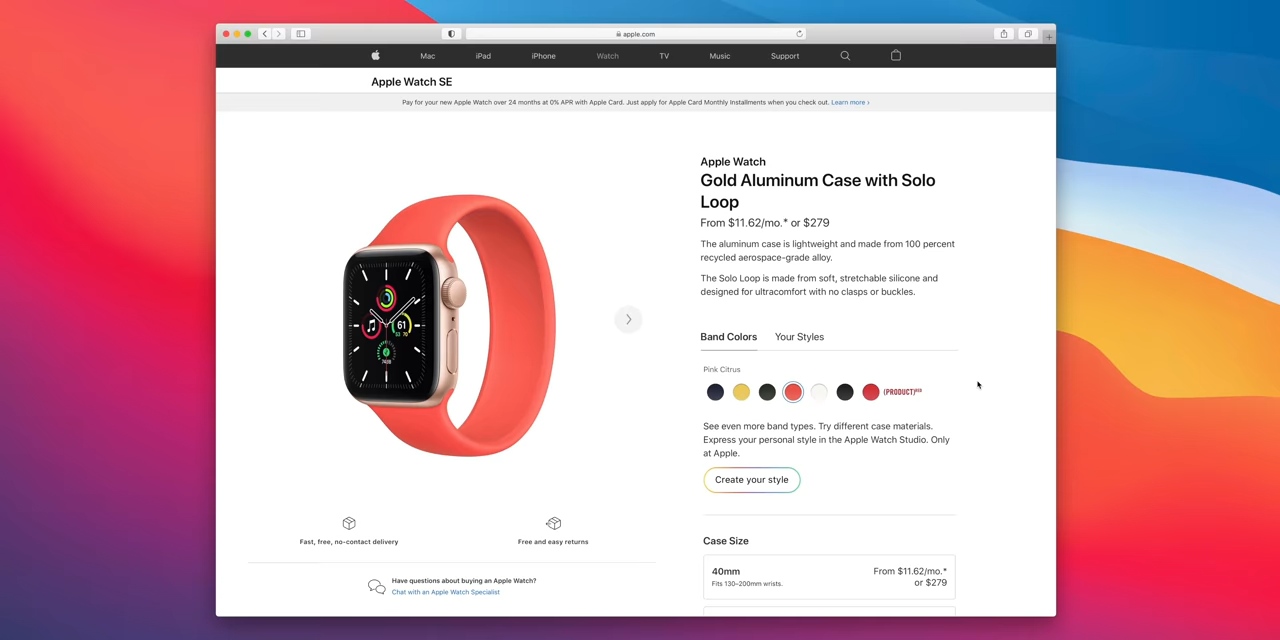 apple.com
Mac iPad iPhone Watch TV Music Support
Apple Watch SE
Pay for your new Apple Watch over 24 months at 0% APR with Apple Card. Just apply for Apple Card Monthly Installments when you check out. Learn more ›
Apple Watch
Gold Aluminum Case with Solo
Loop
From $11.62/mo.* or $279
The aluminum case is lightweight and made from 100 percent
recycled aerospace-grade alloy.
The Solo Loop is made from soft, stretchable silicone and
designed for ultracomfort with no clasps or buckles.
61
Band Colors Your Styles
Pink Citrus
(PRODUCT)RED
See even more band types. Try different case materials.
Express your personal style in the Apple Watch Studio. Only
at Apple.
Create your style
Fast, free, no-contact delivery
Free and easy returns
Have questions about buying an Apple Watch?
Chat with an Apple Watch Specialist
Case Size
40mm From $11.62/mo.*
Fits 130–200mm wrists. or $279